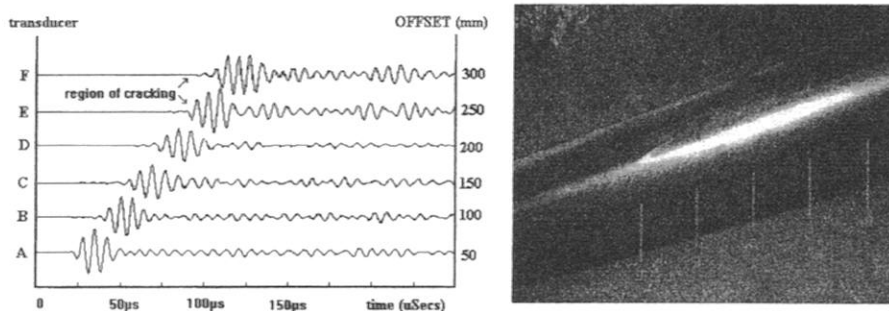 transducer OFFSET (mm)
F 300
region of cracking
E 250
D 200
C 150
B 100
A 50
0 50µs 100µs 150µs time (uSecs)